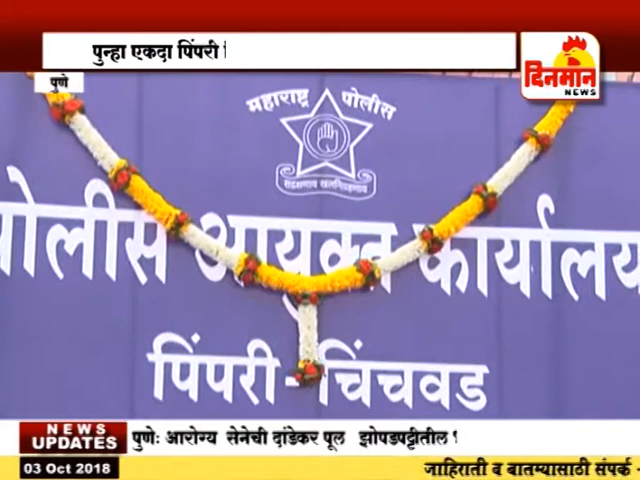 पुन्हा एकदा पिंपरी
दिनमान
NEWS
पुणे
महाराष्ट्र पोलीस
सद्रक्षणाय खलनिग्रहणाय
पोलीस आयुक्त कार्यालय
पिंपरी - चिंचवड
NEWS
UPDATES
पुणेः आरोग्य सेनेची दांडेकर पूल झोपडपट्टीतील
03 Oct 2018
जाहिराती व बातम्यासाठी संपर्क -